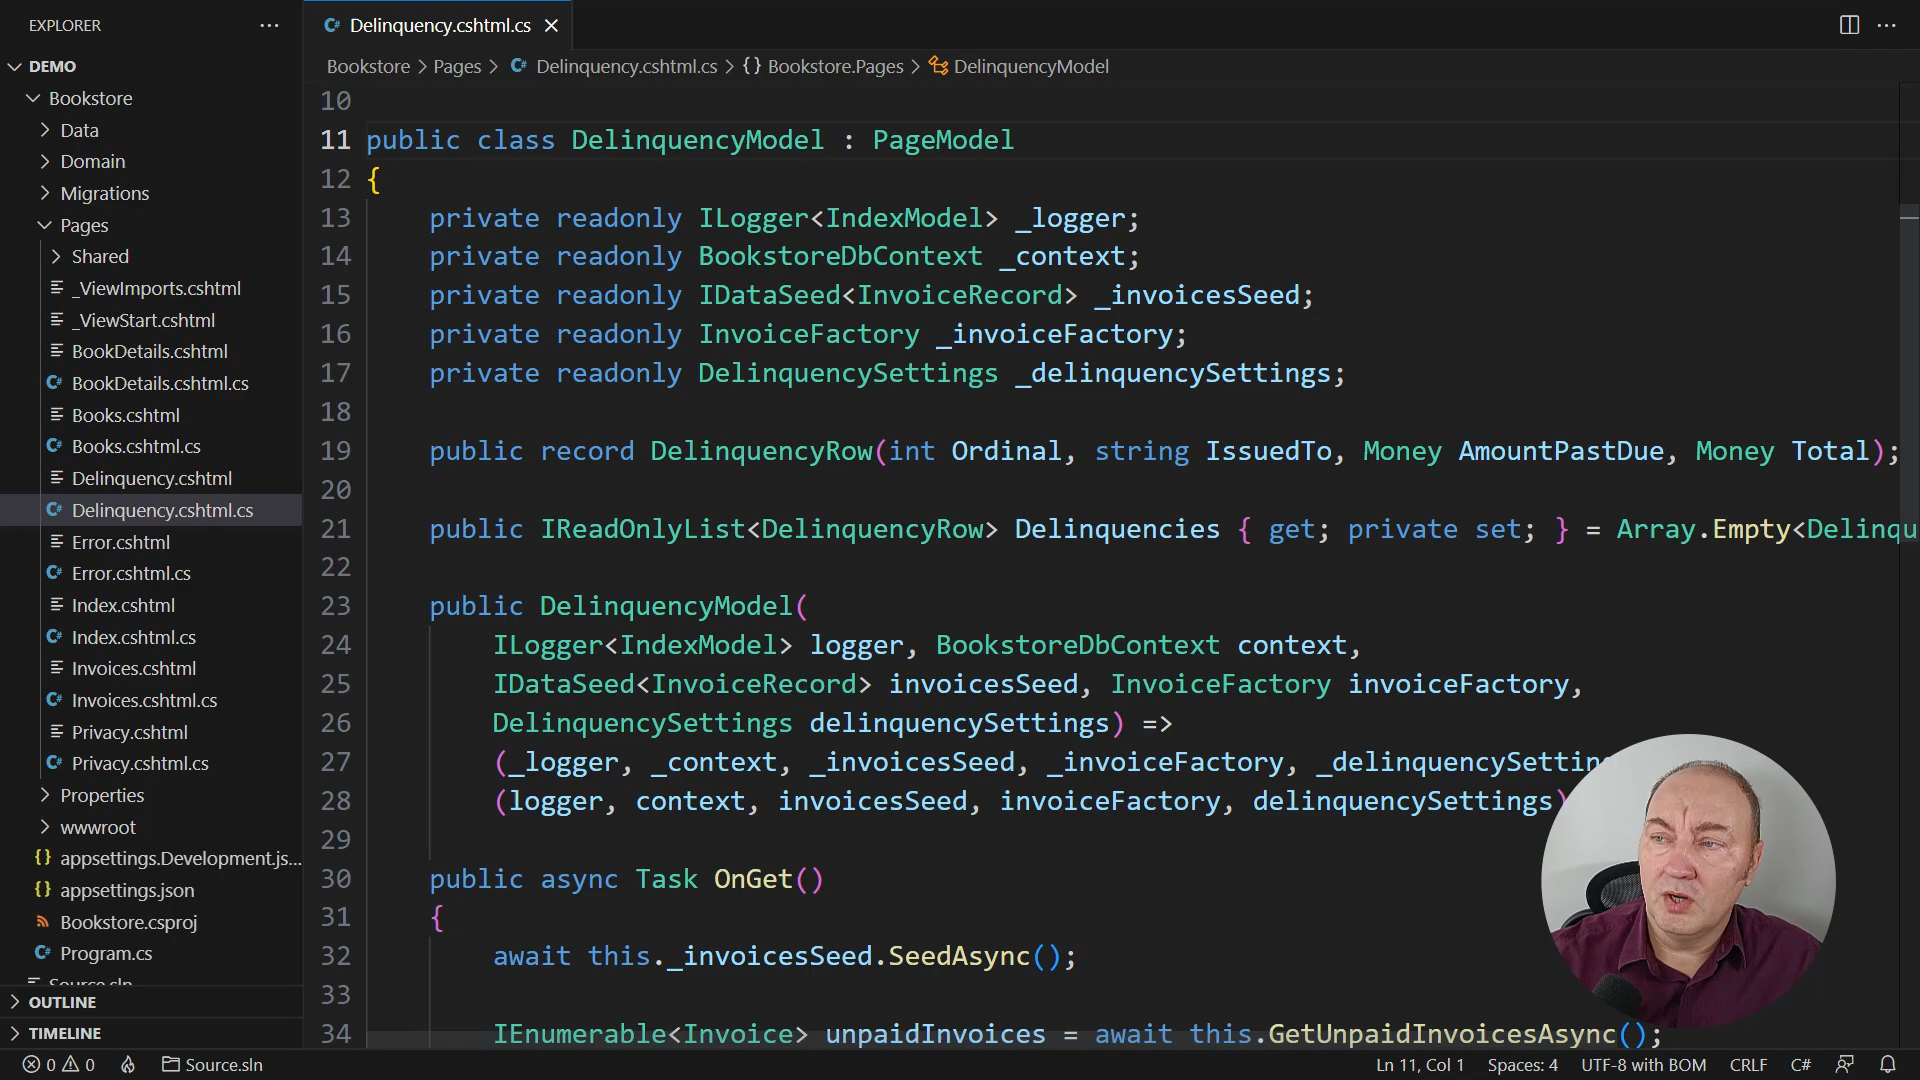 EXPLORER
DEMO
Bookstore
Data
Domain
Migrations
Pages
Shared
_ViewImports.cshtml
_ViewStart.cshtml
BookDetails.cshtml
BookDetails.cshtml.cs
Books.cshtml
Books.cshtml.cs
Delinquency.cshtml
Delinquency.cshtml.cs
Error.cshtml
Error.cshtml.cs
Index.cshtml
Index.cshtml.cs
Invoices.cshtml
Invoices.cshtml.cs
Privacy.cshtml
Privacy.cshtml.cs
Properties
wwwroot
appsettings.Development.js...
appsettings.json
Bookstore.csproj
Program.cs
Source.sln
OUTLINE
TIMELINE
C# Delinquency.cshtml.cs
Bookstore > Pages > C# Delinquency.cshtml.cs > {} Bookstore.Pages > DelinquencyModel
10
11 public class DelinquencyModel : PageModel
12 {
13 private readonly ILogger<IndexModel> _logger;
14 private readonly BookstoreDbContext _context;
15 private readonly IDataSeed<InvoiceRecord> _invoicesSeed;
16 private readonly InvoiceFactory _invoiceFactory;
17 private readonly DelinquencySettings _delinquencySettings;
18
19 public record DelinquencyRow(int Ordinal, string IssuedTo, Money AmountPastDue, Money Total);
20
21 public IReadOnlyList<DelinquencyRow> Delinquencies { get; private set; } = Array.Empty<Delinqu
22
23 public DelinquencyModel(
24 ILogger<IndexModel> logger, BookstoreDbContext context,
25 IDataSeed<InvoiceRecord> invoicesSeed, InvoiceFactory invoiceFactory,
26 DelinquencySettings delinquencySettings) =>
27 (_logger, _context, _invoicesSeed, _invoiceFactory, _delinquencySetting
28 (logger, context, invoicesSeed, invoiceFactory, delinquencySettings)
29
30 public async Task OnGet()
31 {
32 await this._invoicesSeed.SeedAsync();
33
34 IEnumerable<Invoice> unpaidInvoices = await this.GetUnpaidInvoicesAsync();
0 0 Source.sln Ln 11, Col 1 Spaces: 4 UTF-8 with BOM CRLF C#